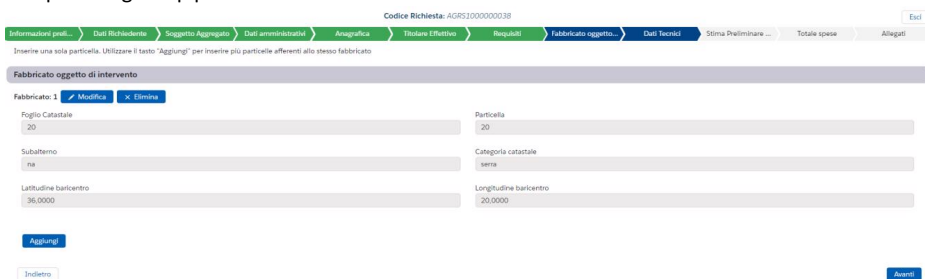 Codice Richiesta: AGRS1000000038
Esci
Informazioni preli... Dati Richiedente Soggetto Aggregato Dati amministrativi Anagrafica Titolare Effettivo Requisiti Fabbricato oggetto... Dati Tecnici Stima Preliminare ... Totale spese Allegati
Inserire una sola particella. Utilizzare il tasto "Aggiungi" per inserire più particelle afferenti allo stesso fabbricato
Fabbricato oggetto di intervento
Fabbricato: 1 Modifica Elimina
Foglio Catastale Particella
20 20
Subalterno Categoria catastale
na serra
Latitudine baricentro Longitudine baricentro
36,0000 20,0000
Aggiungi
Indietro Avanti